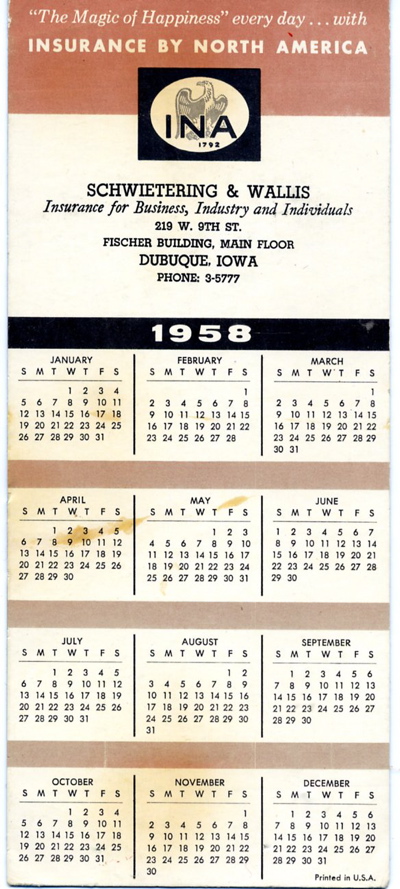 "The Magic of Happiness" every day . . . with
INSURANCE BY NORTH AMERICA
INA
1792
SCHWIETERING & WALLIS
Insurance for Business, Industry and Individuals
219 W. 9TH ST.
FISCHER BUILDING, MAIN FLOOR
DUBUQUE, IOWA
PHONE: 3-5777
1958
JANUARY FEBRUARY MARCH
S M T W T F S S M T W T F S S M T W T F S
1 2 3 4 1 1
5 6 7 8 9 10 11 2 3 4 5 6 7 8 2 3 4 5 6 7 8
12 13 14 15 16 17 18 9 10 11 12 13 14 15 9 10 11 12 13 14 15
19 20 21 22 23 24 25 16 17 18 19 20 21 22 16 17 18 19 20 21 22
26 27 28 29 30 31 23 24 25 26 27 28 23 24 25 26 27 28 29
30 31
APRIL MAY JUNE
S M T W T F S S M T W T F S S M T W T F S
1 2 3 4 5 1 2 3 1 2 3 4 5 6 7
6 7 8 9 10 11 12 4 5 6 7 8 9 10 8 9 10 11 12 13 14
13 14 15 16 17 18 19 11 12 13 14 15 16 17 15 16 17 18 19 20 21
20 21 22 23 24 25 26 18 19 20 21 22 23 24 22 23 24 25 26 27 28
27 28 29 30 25 26 27 28 29 30 31 29 30
JULY AUGUST SEPTEMBER
S M T W T F S S M T W T F S S M T W T F S
1 2 3 4 5 1 2 1 2 3 4 5 6
6 7 8 9 10 11 12 3 4 5 6 7 8 9 7 8 9 10 11 12 13
13 14 15 16 17 18 19 10 11 12 13 14 15 16 14 15 16 17 18 19 20
20 21 22 23 24 25 26 17 18 19 20 21 22 23 21 22 23 24 25 26 27
27 28 29 30 31 24 25 26 27 28 29 30 28 29 30
31
OCTOBER NOVEMBER DECEMBER
S M T W T F S S M T W T F S S M T W T F S
1 2 3 4 1 1 2 3 4 5 6
5 6 7 8 9 10 11 2 3 4 5 6 7 8 7 8 9 10 11 12 13
12 13 14 15 16 17 18 9 10 11 12 13 14 15 14 15 16 17 18 19 20
19 20 21 22 23 24 25 16 17 18 19 20 21 22 21 22 23 24 25 26 27
26 27 28 29 30 31 23 24 25 26 27 28 29 28 29 30 31
30
Printed in U.S.A.